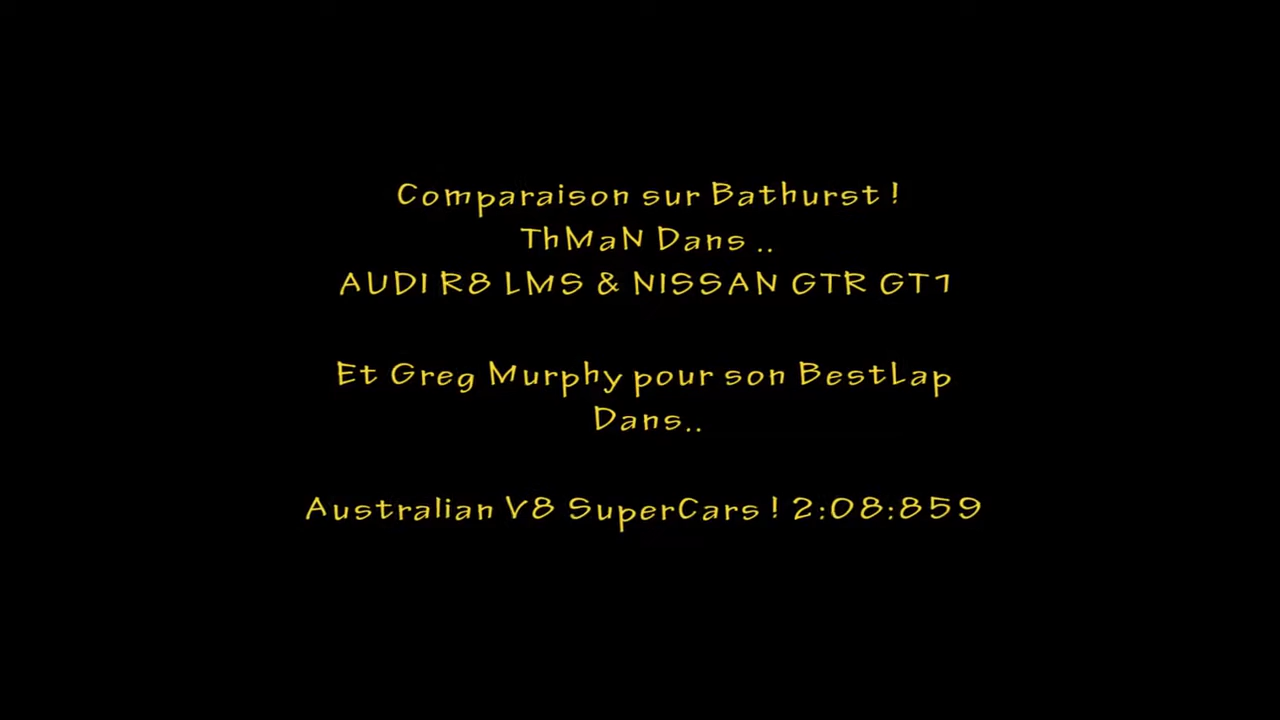 Comparaison sur Bathurst !
ThMaN Dans ..
AUDI R8 LMS & NISSAN GTR GT1
Et Greg Murphy pour son BestLap
Dans..
Australian V8 SuperCars ! 2:08:859